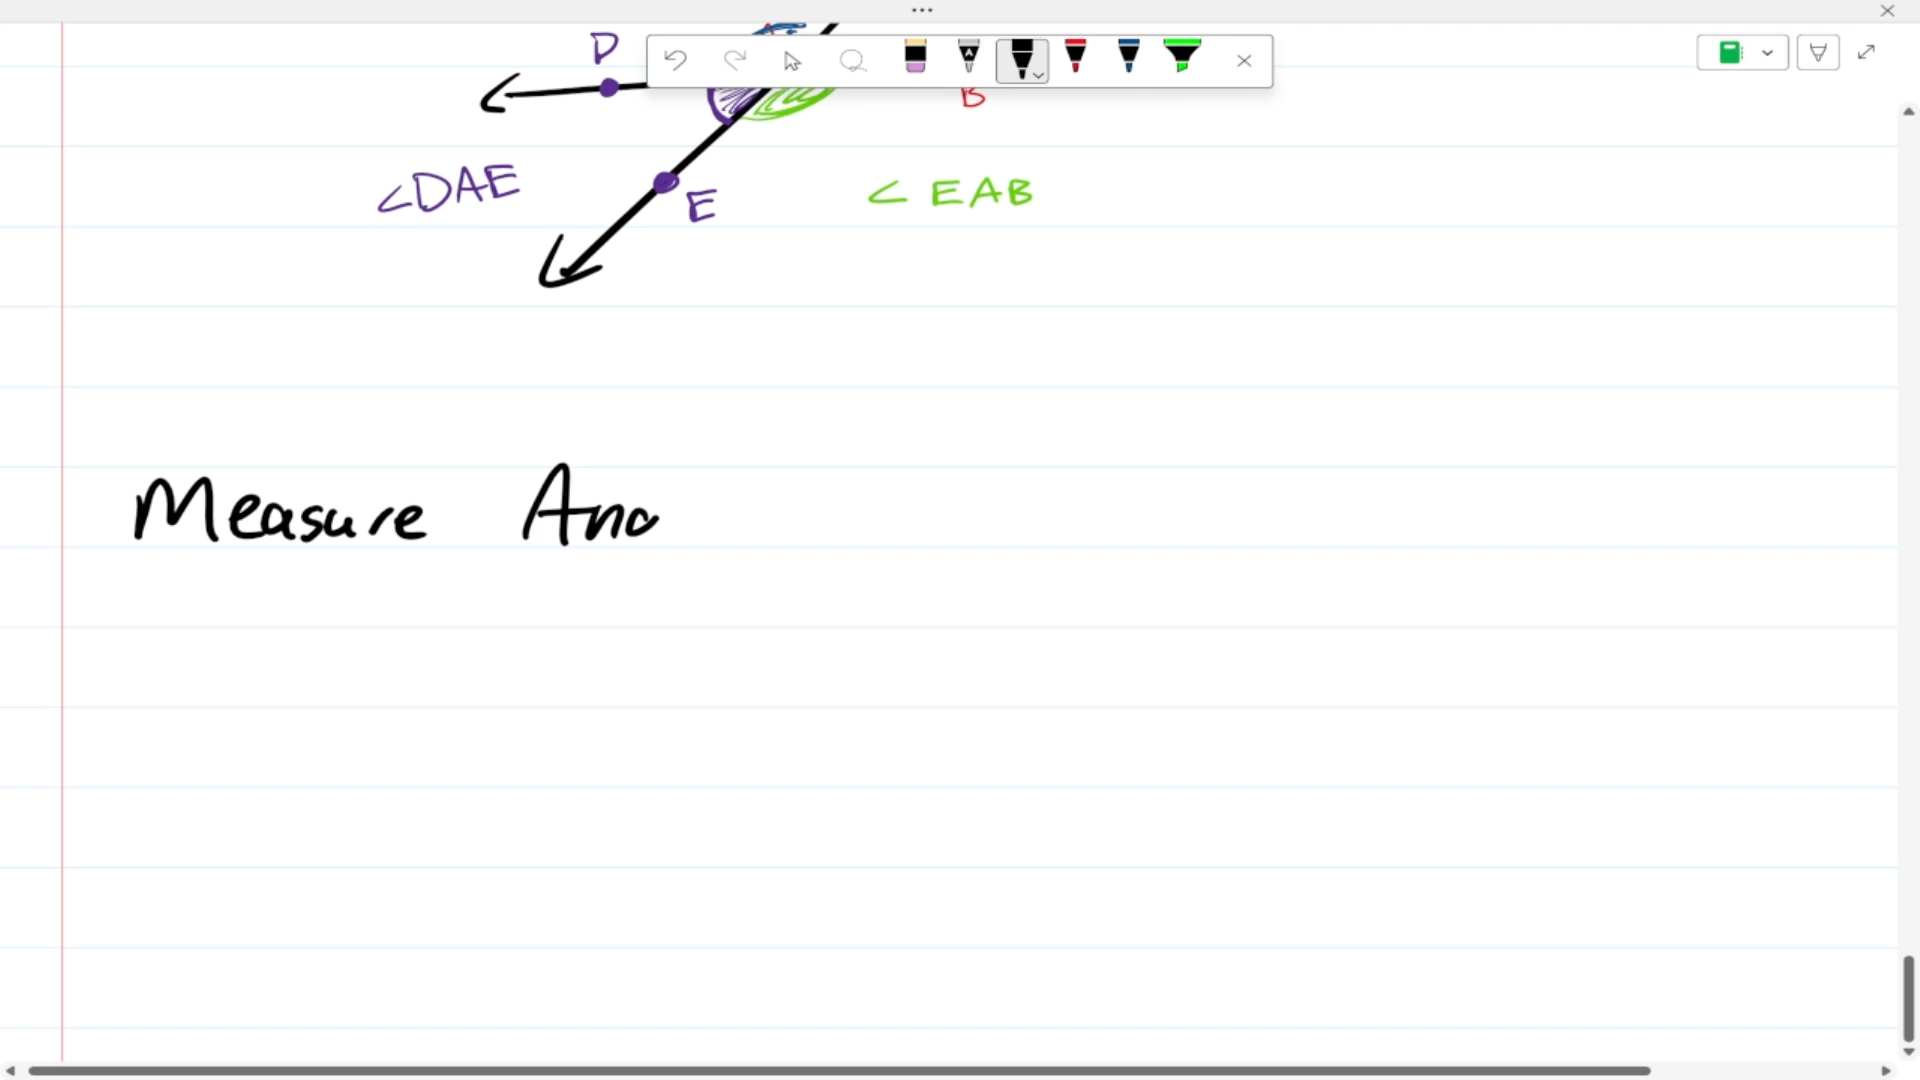 D
B
<DAE
E
< EAB
Measure Anc